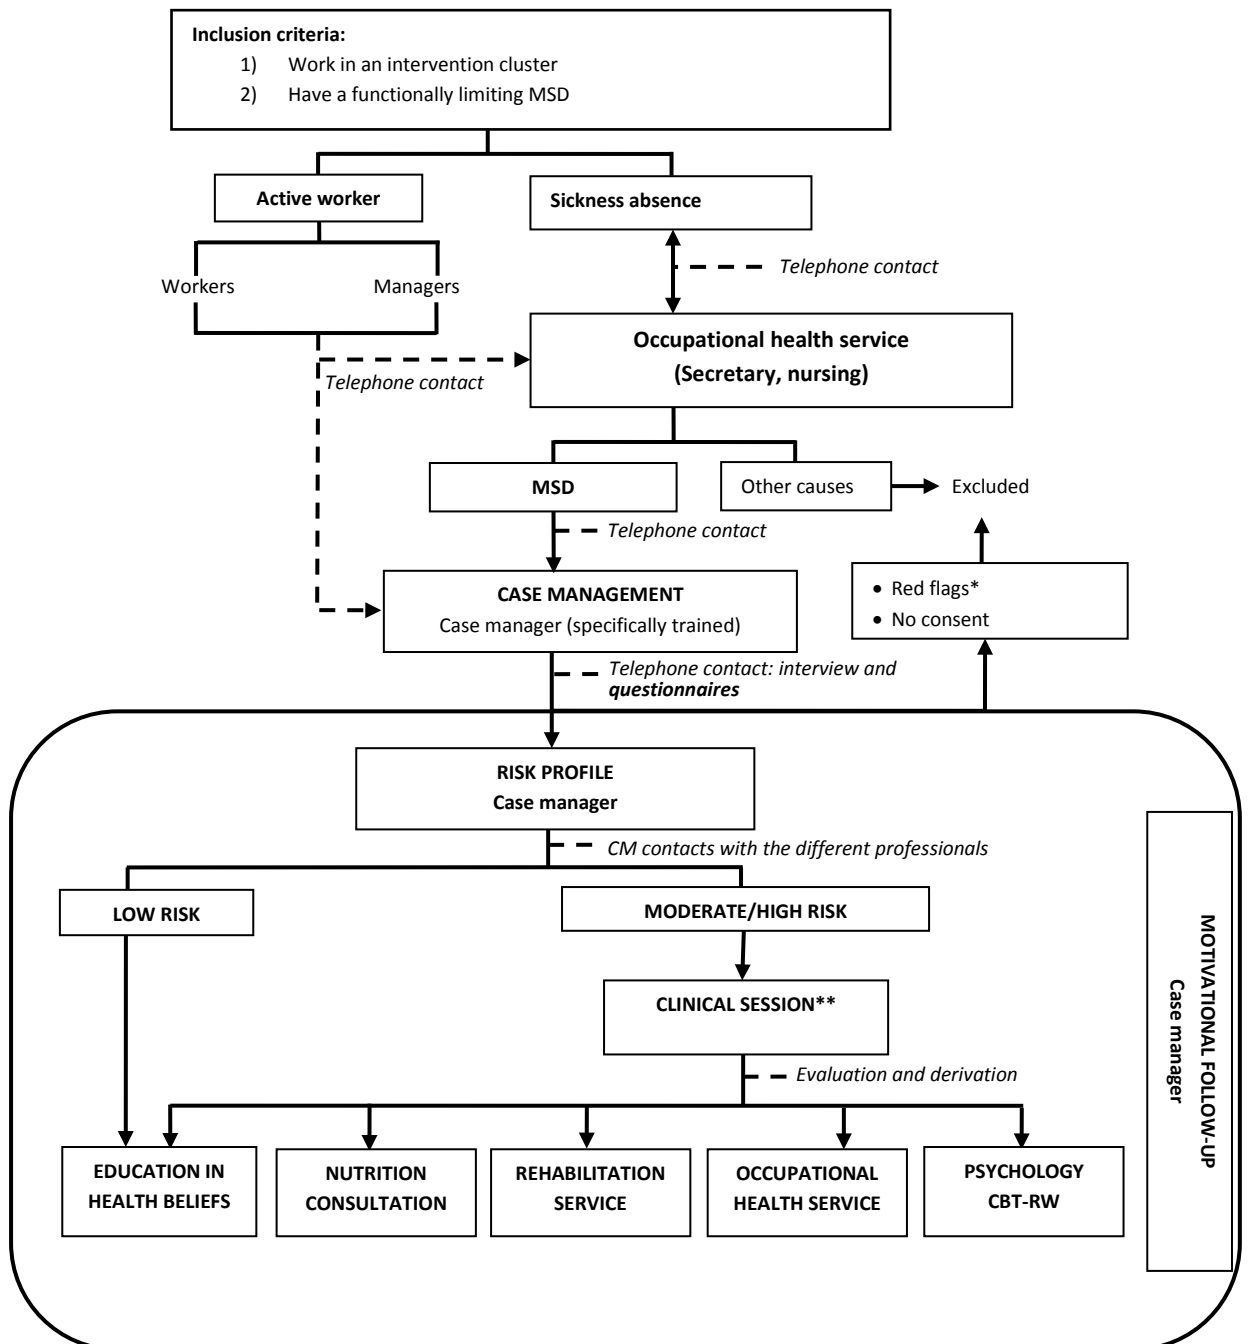 Inclusion criteria:
1) Work in an intervention cluster
2) Have a functionally limiting MSD
Active worker
Sickness absence
Telephone contact
Workers
Managers
Occupational health service
(Secretary, nursing)
Telephone contact
MSD
Other causes
Excluded
Telephone contact
• Red flags*
• No consent
CASE MANAGEMENT
Case manager (specifically trained)
Telephone contact: interview and
questionnaires
RISK PROFILE
Case manager
CM contacts with the different professionals
LOW RISK
MODERATE/HIGH RISK
CLINICAL SESSION**
Evaluation and derivation
EDUCATION IN
HEALTH BELIEFS
NUTRITION
CONSULTATION
REHABILITATION
SERVICE
OCCUPATIONAL
HEALTH SERVICE
PSYCHOLOGY
CBT-RW
MOTIVATIONAL FOLLOW-UP
Case manager